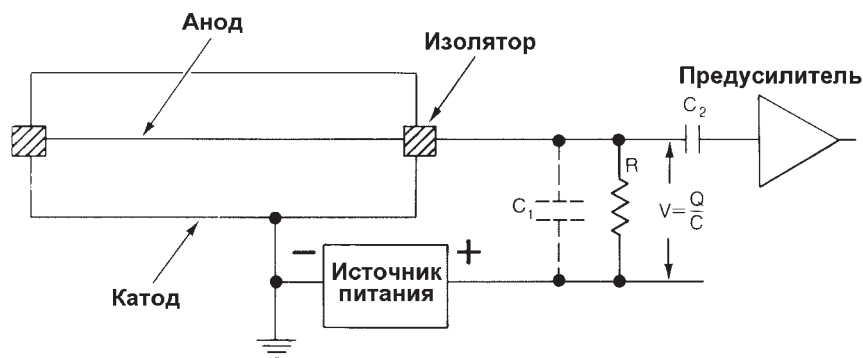 Анод
Изолятор
Предусилитель
C2
R
C1
V=Q/C
−
+
Источник
питания
Катод